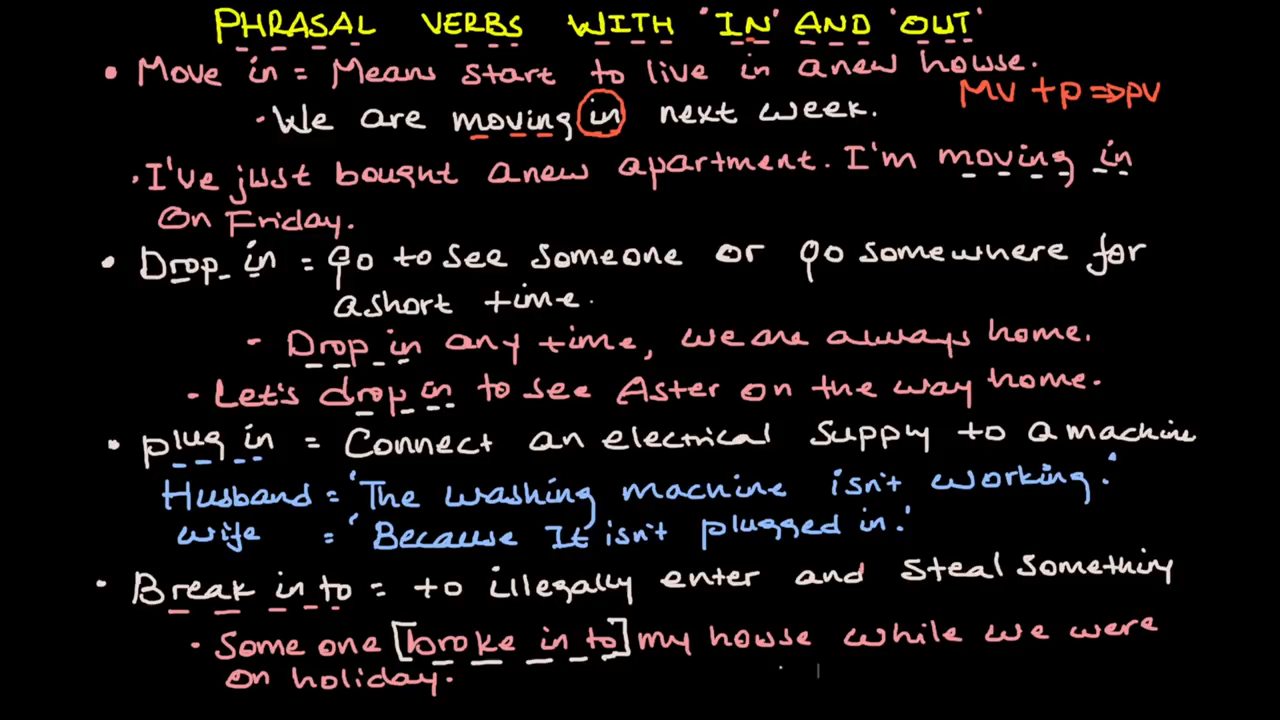 PHRASAL VERBS WITH 'IN' AND 'OUT'
• Move in = Means start to live in a new house.
MV + p ⇒ pv
• We are moving in next week.
• I've just bought a new apartment. I'm moving in
On Friday.
• Drop in = go to see someone or go somewhere for
a short time.
- Drop in any time, we are always home.
- Let's drop in to see Aster on the way home.
• plug in = Connect an electrical supply to a machine
Husband = 'The washing machine isn't working.'
wife = 'Because It isn't plugged in.'
• Break in to = to illegally enter and steal something
• Some one [broke in to] my house while we were
on holiday.